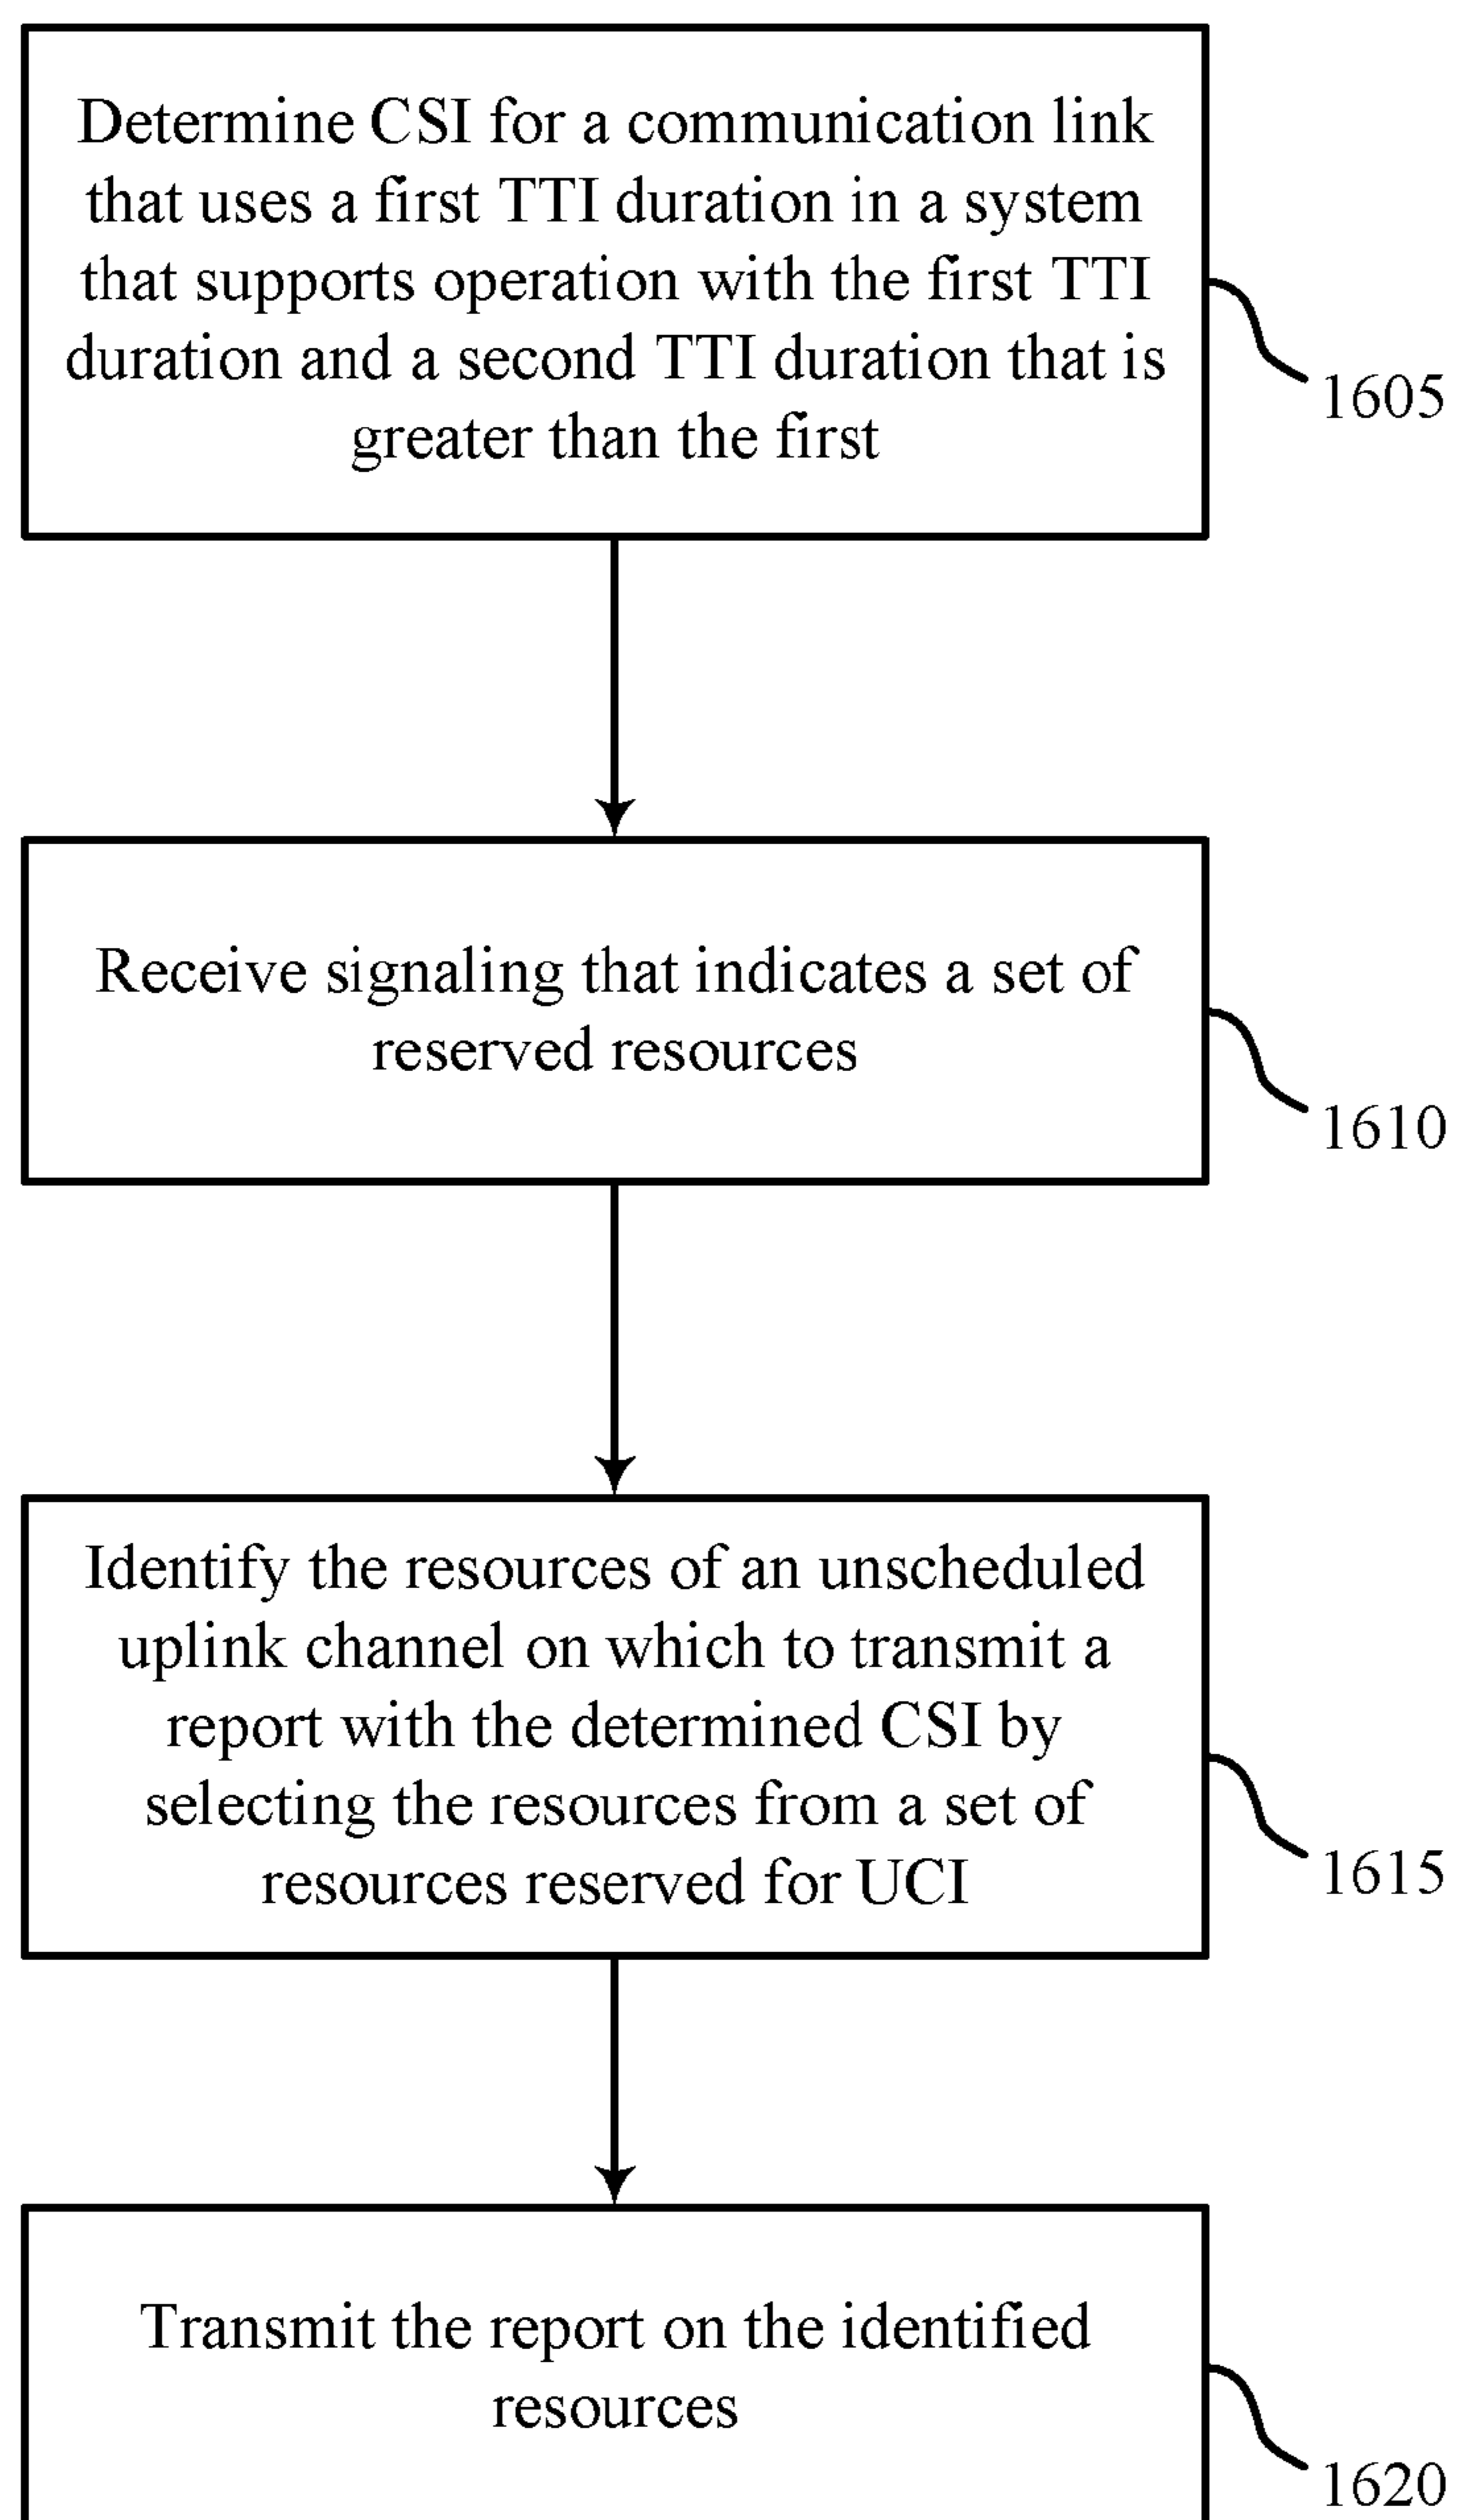 Determine CSI for a communication link
that uses a first TTI duration in a system
that supports operation with the first TTI
duration and a second TTI duration that is
greater than the first
1605
Receive signaling that indicates a set of
reserved resources
1610
Identify the resources of an unscheduled
uplink channel on which to transmit a
report with the determined CSI by
selecting the resources from a set of
resources reserved for UCI
1615
Transmit the report on the identified
resources
1620